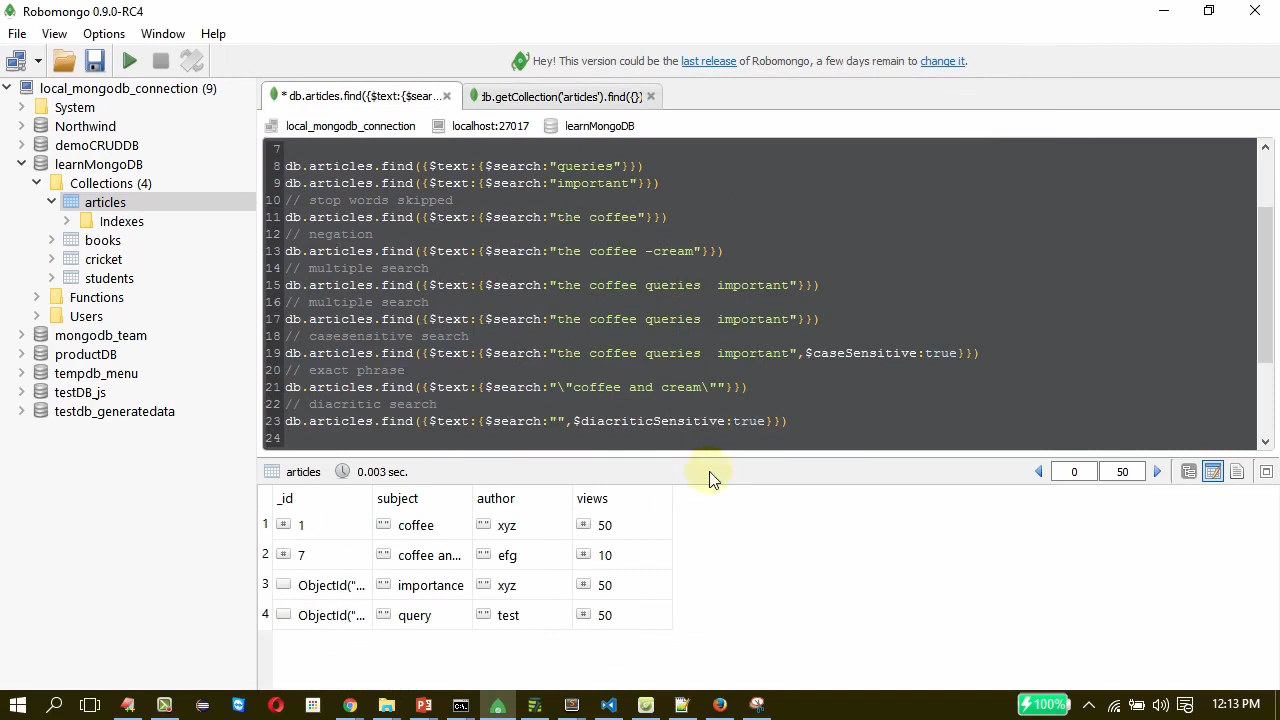 Robomongo 0.9.0-RC4
File View Options Window Help
Hey! This version could be the last release of Robomongo, a few days remain to change it.
local_mongodb_connection (9)
System
Northwind
demoCRUDDB
learnMongoDB
Collections (4)
articles
Indexes
books
cricket
students
Functions
Users
mongodb_team
productDB
tempdb_menu
testDB_js
testdb_generatedata
* db.articles.find({$text:{$sear...
db.getCollection('articles').find({})
local_mongodb_connection localhost:27017 learnMongoDB
7
8 db.articles.find({$text:{$search:"queries"}})
9 db.articles.find({$text:{$search:"important"}})
10 // stop words skipped
11 db.articles.find({$text:{$search:"the coffee"}})
12 // negation
13 db.articles.find({$text:{$search:"the coffee -cream"}})
14 // multiple search
15 db.articles.find({$text:{$search:"the coffee queries  important"}})
16 // multiple search
17 db.articles.find({$text:{$search:"the coffee queries  important"}})
18 // casesensitive search
19 db.articles.find({$text:{$search:"the coffee queries  important",$caseSensitive:true}})
20 // exact phrase
21 db.articles.find({$text:{$search:"\"coffee and cream\""}})
22 // diacritic search
23 db.articles.find({$text:{$search:"",$diacriticSensitive:true}})
24
articles 0.003 sec. 0 50
_id subject author views
1 1 coffee xyz 50
2 7 coffee an... efg 10
3 ObjectId("... importance xyz 50
4 ObjectId("... query test 50
100% 12:13 PM